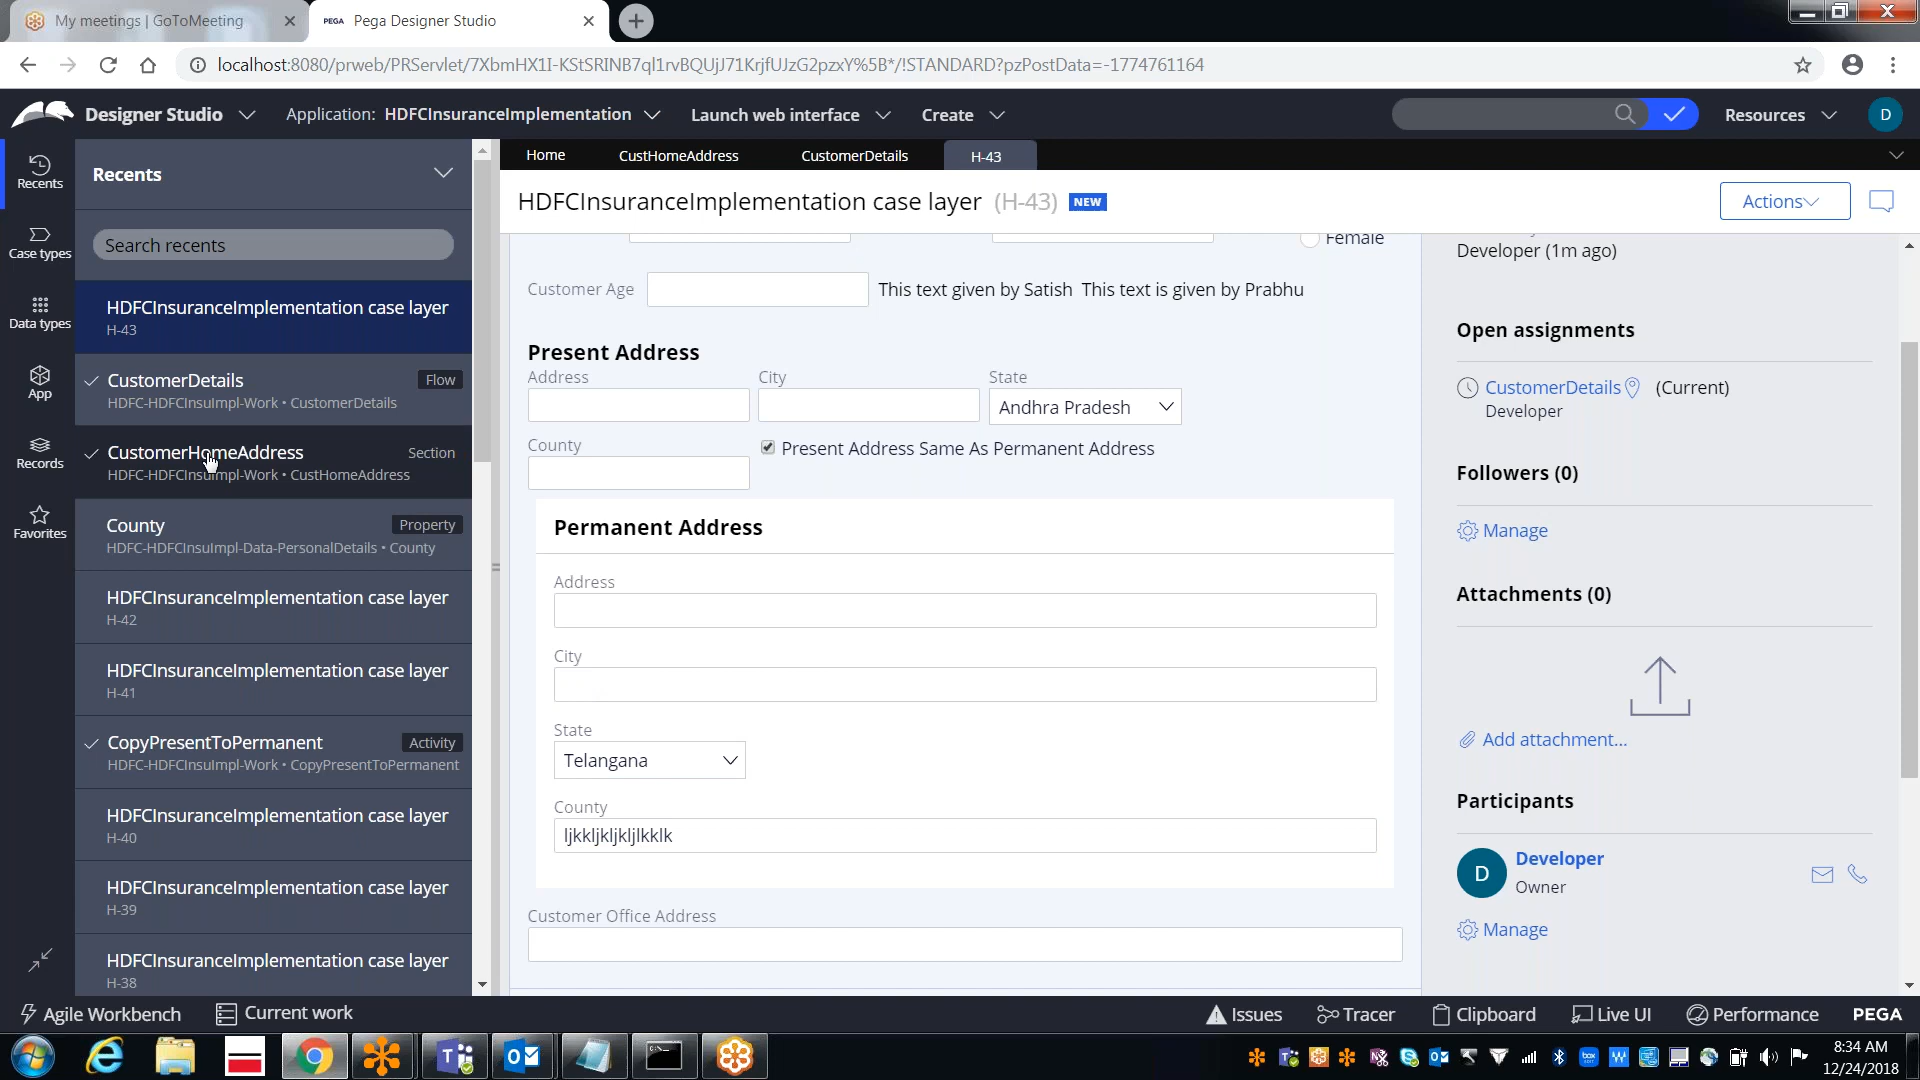 My meetings | GoToMeeting
PEGA Pega Designer Studio
localhost:8080/prweb/PRServlet/7XbmHX1I-KStSRINB7ql1rvBQUjJ71KrjfUJzG2pzxY%5B*/!STANDARD?pzPostData=-1774761164
Designer Studio
Application: HDFCInsuranceImplementation
Launch web interface
Create
Resources
D
Recents
Case types
Data types
App
Records
Favorites
Recents
Search recents
HDFCInsuranceImplementation case layer
H-43
CustomerDetails Flow
HDFC-HDFCInsuImpl-Work • CustomerDetails
CustomerHomeAddress Section
HDFC-HDFCInsuImpl-Work • CustHomeAddress
County Property
HDFC-HDFCInsuImpl-Data-PersonalDetails • County
HDFCInsuranceImplementation case layer
H-42
HDFCInsuranceImplementation case layer
H-41
CopyPresentToPermanent Activity
HDFC-HDFCInsuImpl-Work • CopyPresentToPermanent
HDFCInsuranceImplementation case layer
H-40
HDFCInsuranceImplementation case layer
H-39
HDFCInsuranceImplementation case layer
H-38
Home CustHomeAddress CustomerDetails H-43
HDFCInsuranceImplementation case layer (H-43) NEW
Actions
Female
Customer Age This text given by Satish This text is given by Prabhu
Present Address
Address City State
Andhra Pradesh
County
Present Address Same As Permanent Address
Permanent Address
Address
City
State
Telangana
County
ljkkljkljkljlkklk
Customer Office Address
Developer (1m ago)
Open assignments
CustomerDetails (Current)
Developer
Followers (0)
Manage
Attachments (0)
Add attachment...
Participants
D
Developer
Owner
Manage
Agile Workbench
Current work
Issues
Tracer
Clipboard
Live UI
Performance
PEGA
8:34 AM
12/24/2018